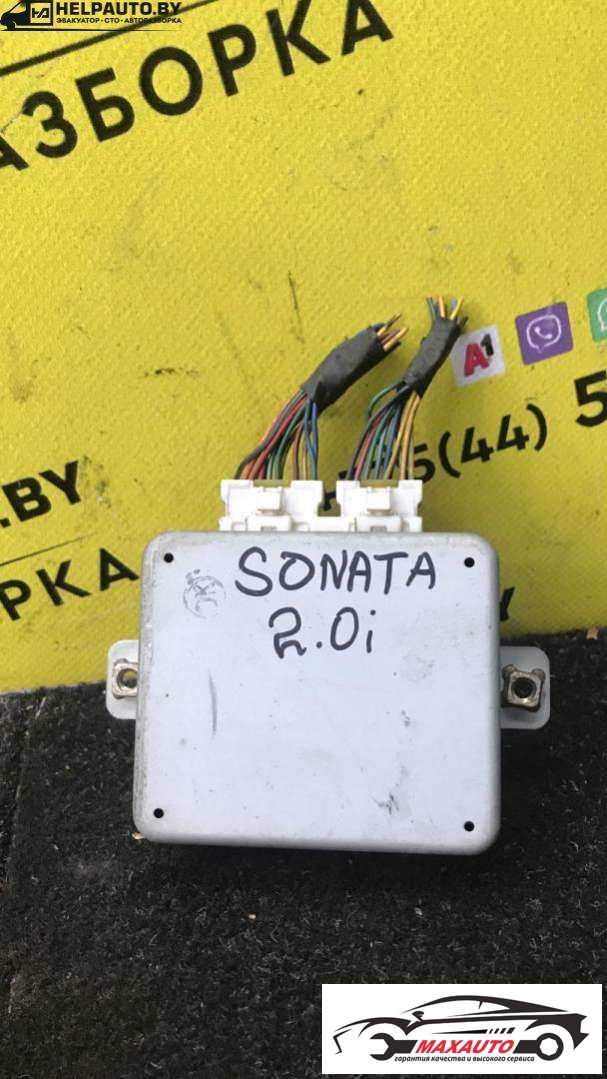 HELPAUTO.BY
ЭВАКУАТОР · СТО · АВТОРАЗБОРКА
АЗБОРКА
A1
5(44) 5
.BY
РКА
SONATA
2.0i
MAXAUTO
гарантия качества и высокого сервиса